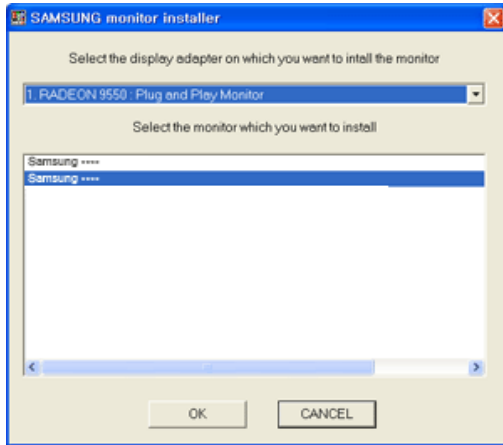 SAMSUNG monitor installer
Select the display adapter on which you want to intall the monitor
1. RADEON 9550 : Plug and Play Monitor
Select the monitor which you want to install
Samsung ----
Samsung ----
OK
CANCEL